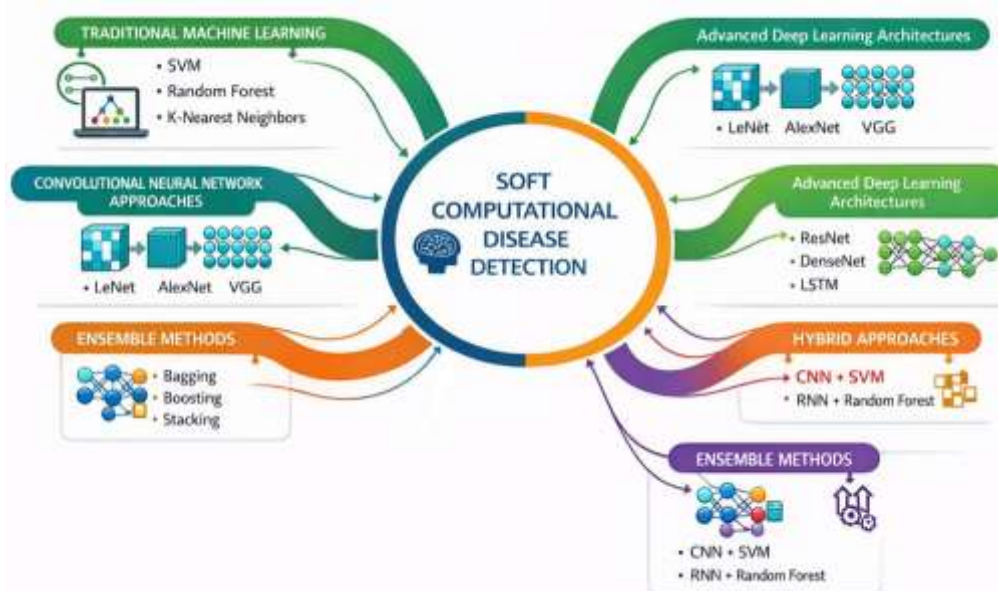 TRADITIONAL MACHINE LEARNING
• SVM
• Random Forest
• K-Nearest Neighbors
CONVOLUTIONAL NEURAL NETWORK
APPROACHES
• LeNet AlexNet VGG
ENSEMBLE METHODS
• Bagging
• Boosting
• Stacking
SOFT
COMPUTATIONAL
DISEASE
DETECTION
Advanced Deep Learning Architectures
• LeNèt AlexNet VGG
Advanced Deep Learning
Architectures
• ResNet
• DenseNet
• LSTM
HYBRID APPROACHES
CNN + SVM
• RNN + Random Forest
ENSEMBLE METHODS
• CNN + SVM
• RNN + Random Forest